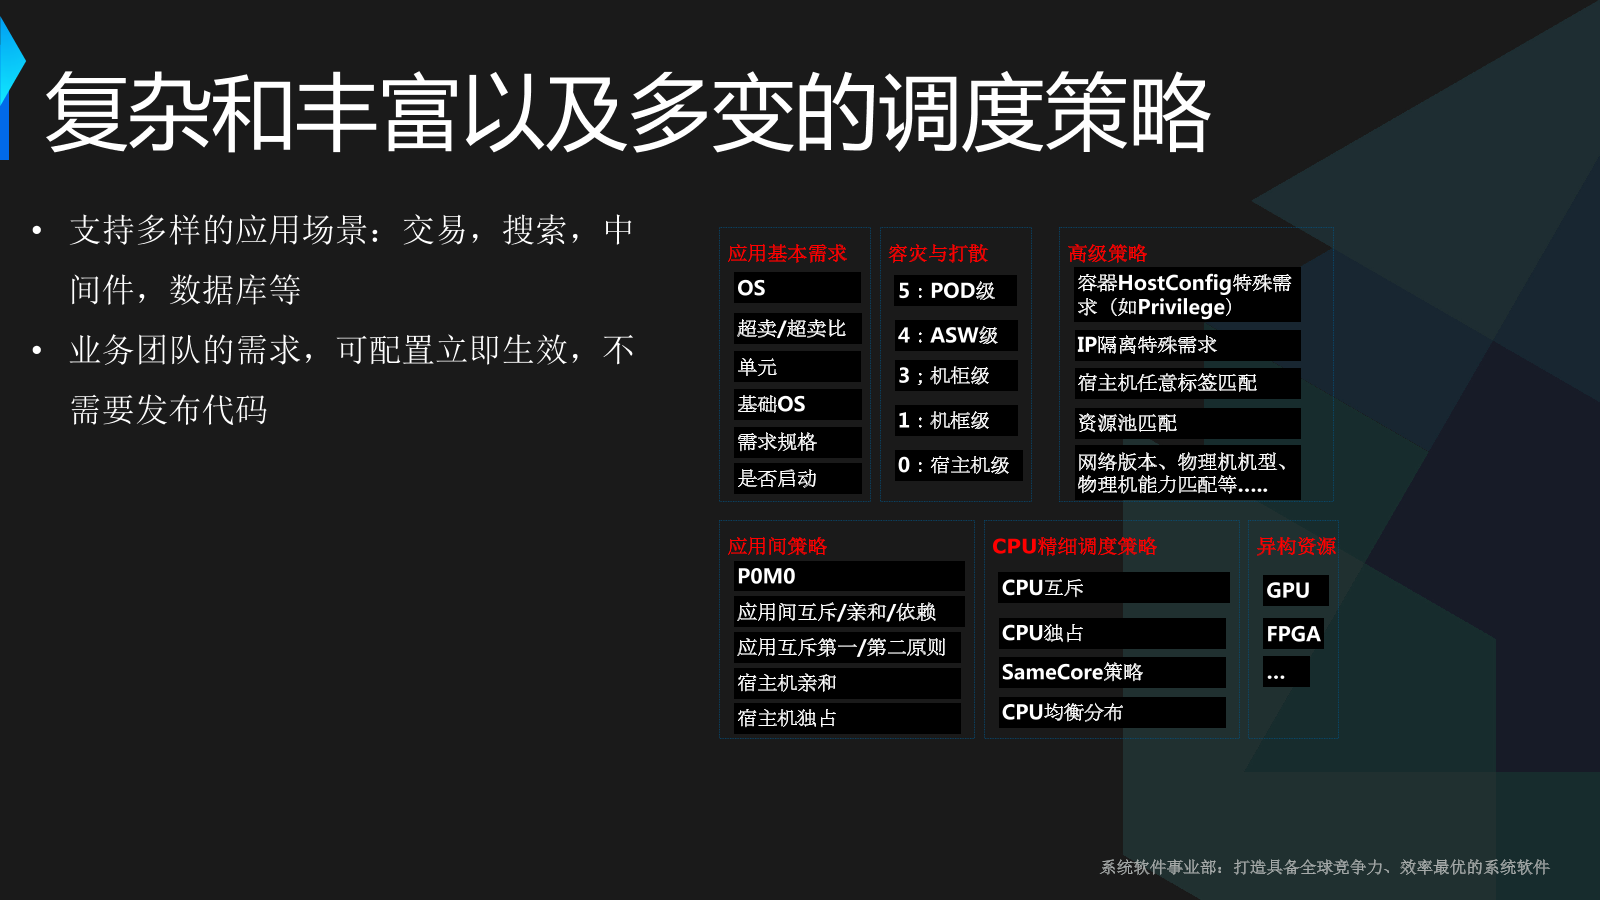 复杂和丰富以及多变的调度策略
• 支持多样的应用场景：交易，搜索，中
间件，数据库等
• 业务团队的需求，可配置立即生效，不
需要发布代码
应用基本需求
OS
超卖/超卖比
单元
基础OS
需求规格
是否启动
容灾与打散
5：POD级
4：ASW级
3；机柜级
1：机框级
0：宿主机级
高级策略
容器HostConfig特殊需
求（如Privilege）
IP隔离特殊需求
宿主机任意标签匹配
资源池匹配
网络版本、物理机机型、
物理机能力匹配等.....
应用间策略
P0M0
应用间互斥/亲和/依赖
应用互斥第一/第二原则
宿主机亲和
宿主机独占
CPU精细调度策略
CPU互斥
CPU独占
SameCore策略
CPU均衡分布
异构资源
GPU
FPGA
...
系统软件事业部：打造具备全球竞争力、效率最优的系统软件